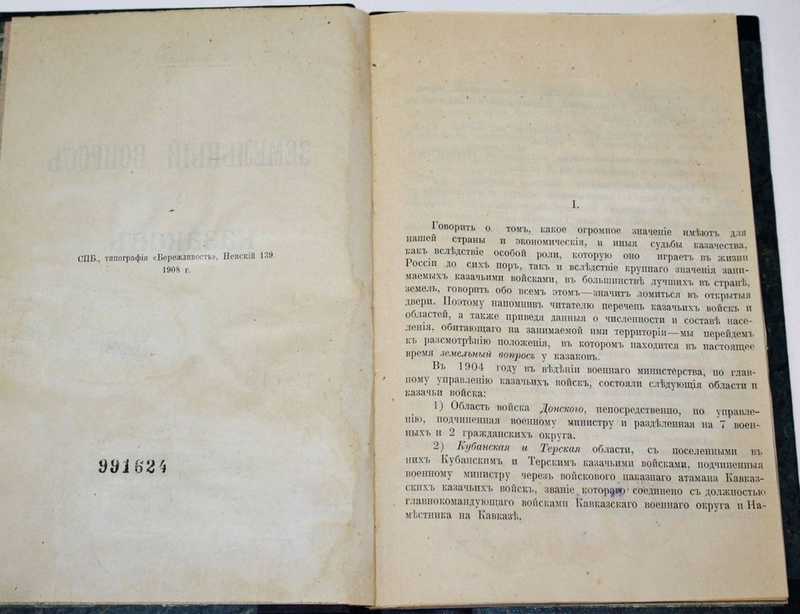 СПБ., типографія «Бережливость», Невскій 139.
1908 г.
991624
I.
Говорить о томъ, какое огромное значеніе имѣютъ для
нашей страны и экономическія, и иныя судьбы казачества,
какъ вслѣдствіе особой роли, которую оно играетъ въ жизни
Россіи до сихъ поръ, такъ и вслѣдствіе крупнаго значенія зани-
маемыхъ казачьими войсками, въ большинствѣ лучшихъ въ странѣ,
земель, говорить обо всемъ этомъ—значитъ ломиться въ открытыя
двери. Поэтому напомнивъ читателю перечень казачьихъ войскъ и
областей, а также приведя данныя о численности и составѣ насе-
ленія, обитающаго на занимаемой ими территоріи—мы перейдемъ
къ разсмотрѣнію положенія, въ которомъ находится въ настоящее
время земельный вопросъ у казаковъ.
Въ 1904 году въ вѣдѣніи военнаго министерства, по глав-
ному управленію казачьихъ войскъ, состояли слѣдующія области и
казачьи войска:
1) Область войска Донского, непосредственно, по управле-
нію, подчиненная военному министру и раздѣленная на 7 воен-
ныхъ и 2 гражданскихъ округа.
2) Кубанская и Терская области, съ поселенными въ
нихъ Кубанскимъ и Терскимъ казачьими войсками, подчиненныя
военному министру черезъ войскового наказнаго атамана Кавказ-
скихъ казачьихъ войскъ, званіе котораго соединено съ должностью
главнокомандующаго войсками Кавказскаго военнаго округа и На-
мѣстника на Кавказѣ.